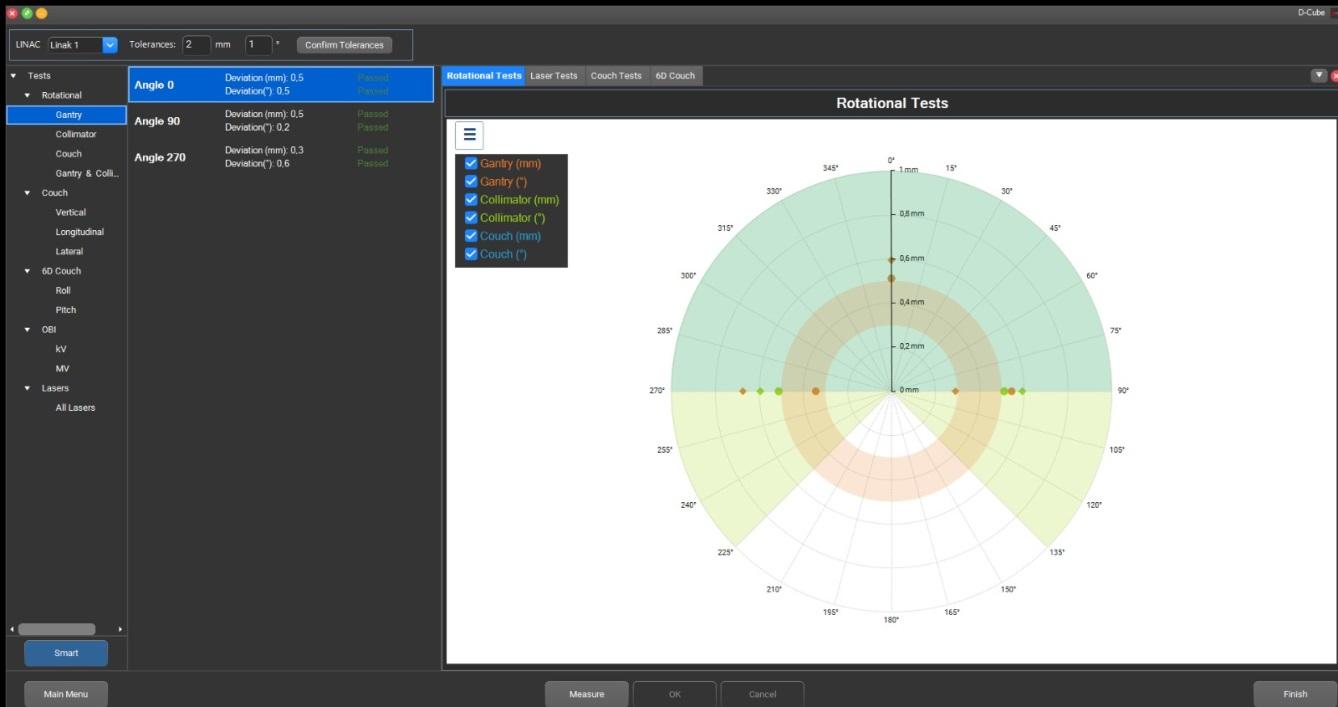 D-Cube
LINAC Linak 1 Tolerances: 2 mm 1 ° Confirm Tolerances
Tests
Rotational
Gantry
Collimator
Couch
Gantry & Colli...
Couch
Vertical
Longitudinal
Lateral
6D Couch
Roll
Pitch
OBI
kV
MV
Lasers
All Lasers
Smart
Angle 0
Deviation (mm): 0,5 Passed
Deviation(°): 0,5 Passed
Angle 90
Deviation (mm): 0,5 Passed
Deviation(°): 0,2 Passed
Angle 270
Deviation (mm): 0,3 Passed
Deviation(°): 0,6 Passed
Rotational Tests Laser Tests Couch Tests 6D Couch
Rotational Tests
Gantry (mm)
Gantry (°)
Collimator (mm)
Collimator (°)
Couch (mm)
Couch (°)
0°
15°
30°
45°
60°
75°
90°
105°
120°
135°
150°
165°
180°
195°
210°
225°
240°
255°
270°
285°
300°
315°
330°
345°
1 mm
0,8 mm
0,6 mm
0,4 mm
0,2 mm
0 mm
Main Menu Measure OK Cancel Finish